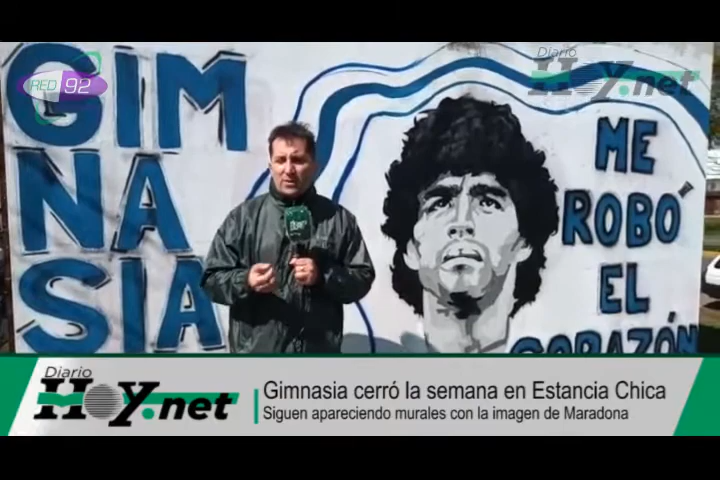 RED 92
Diario
HOY.net
GIM
NA
SIA
ME
ROBÓ
EL
CORAZÓN
Diario
HOY.net
Gimnasia cerró la semana en Estancia Chica
Siguen apareciendo murales con la imagen de Maradona